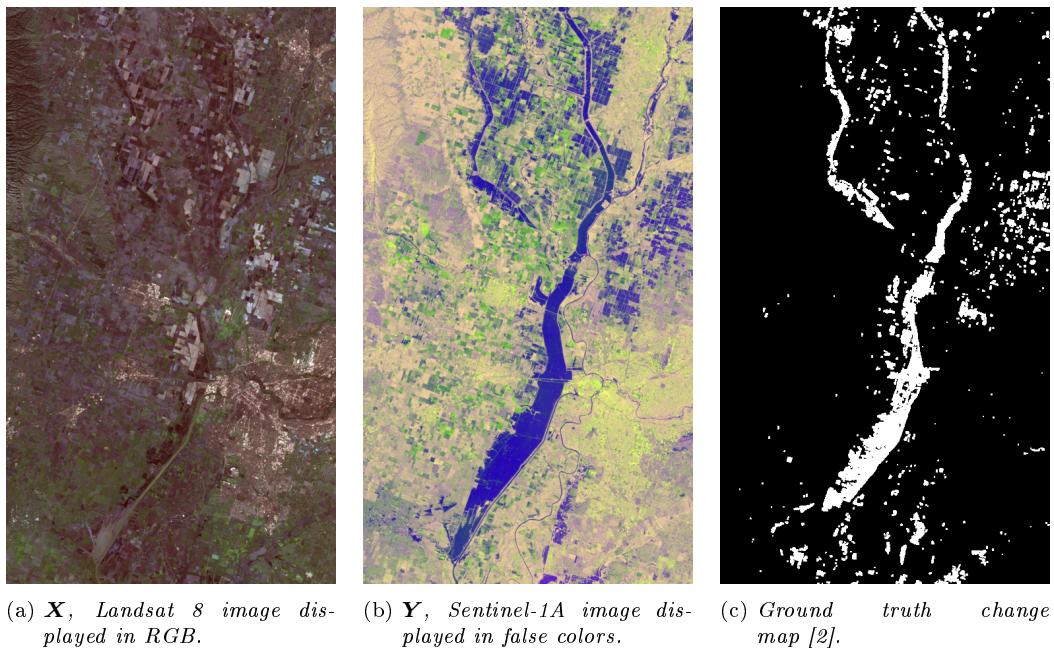 (a) X, Landsat 8 image dis-
played in RGB.
(b) Y, Sentinel-1A image dis-
played in false colors.
(c) Ground truth change
map [2].